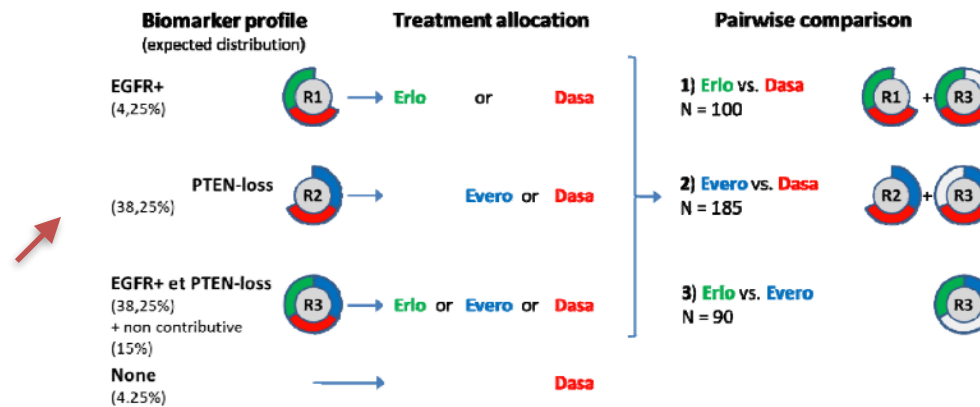 Biomarker profile
(expected distribution)
Treatment allocation
Pairwise comparison
EGFR+
(4,25%)
R1
Erlo or Dasa
1) Erlo vs. Dasa
N = 100
R1 + R3
PTEN-loss
(38,25%)
R2
Evero or Dasa
2) Evero vs. Dasa
N = 185
R2 + R3
EGFR+ et PTEN-loss
(38,25%)
+ non contributive
(15%)
R3
Erlo or Evero or Dasa
3) Erlo vs. Evero
N = 90
R3
None
(4.25%)
Dasa